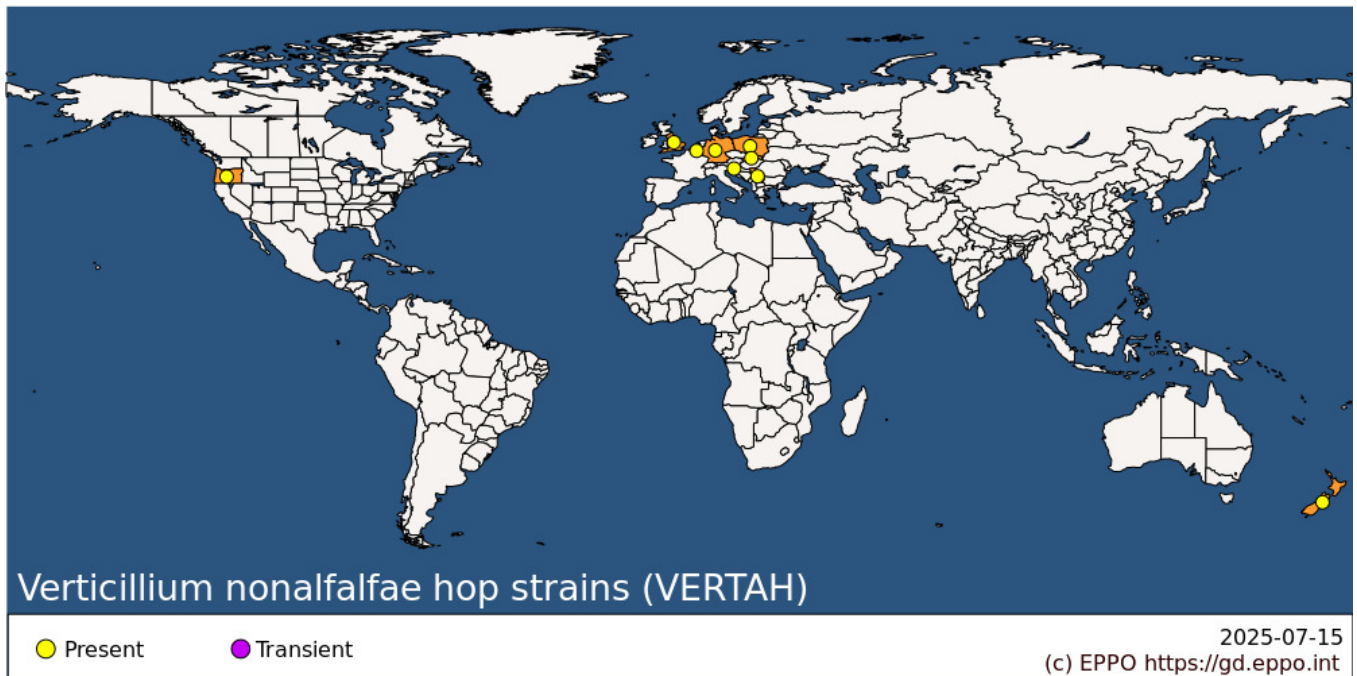 Verticillium nonalfalfae hop strains (VERTAH)
Present
Transient
2025-07-15
(c) EPPO https://gd.eppo.int